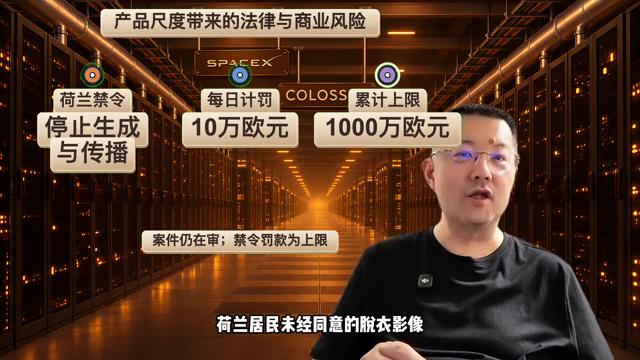 产品尺度带来的法律与商业风险
SPACEX
COLOSS
荷兰禁令
停止生成
与传播
每日计罚
10万欧元
累计上限
1000万欧元
案件仍在审；禁令罚款为上限
荷兰居民未经同意的脱衣影像